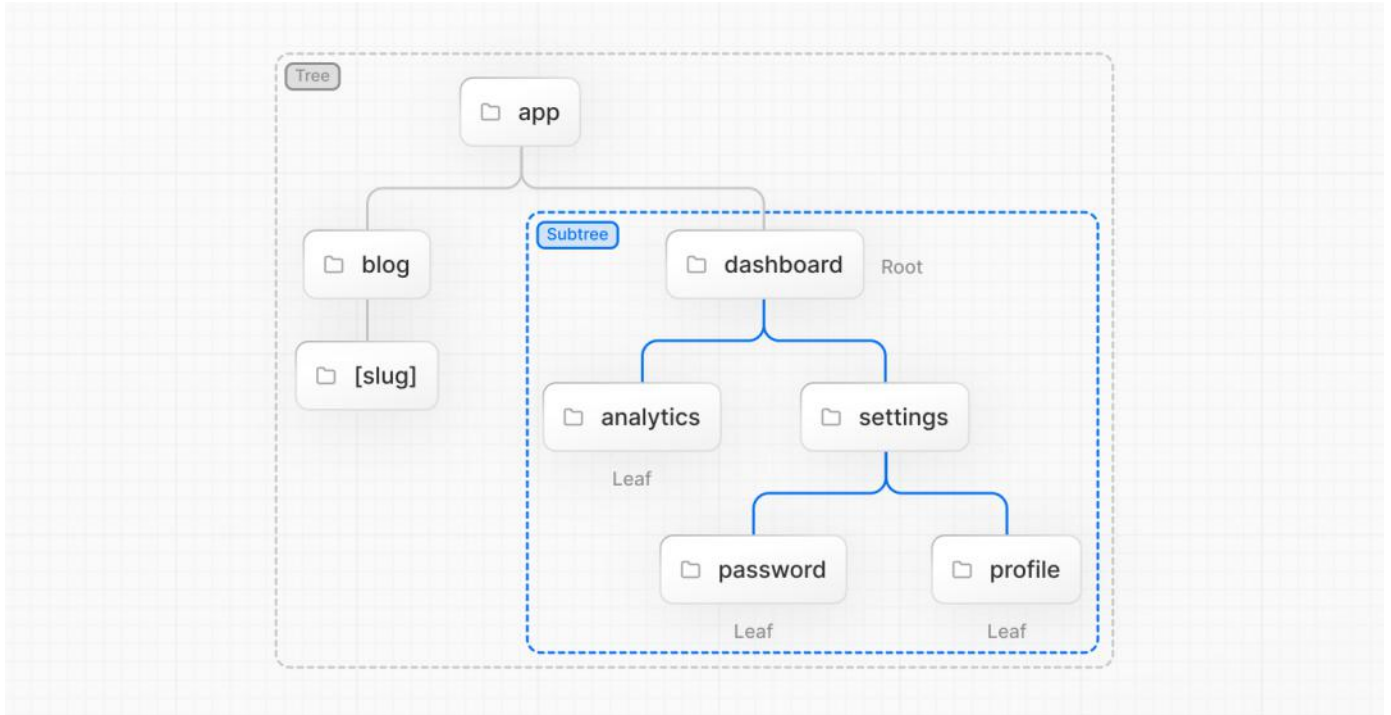 Tree
app
Subtree
blog
dashboard
Root
[slug]
analytics
settings
Leaf
password
profile
Leaf
Leaf